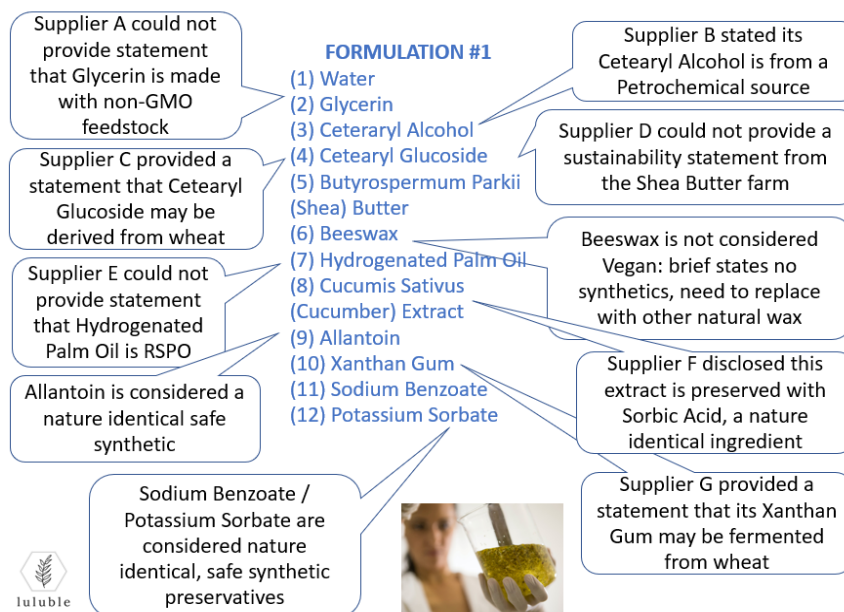 Supplier A could not
provide statement
that Glycerin is made
with non-GMO
feedstock
FORMULATION #1
(1) Water
(2) Glycerin
(3) Ceteraryl Alcohol
(4) Cetearyl Glucoside
(5) Butyrospermum Parkii
(Shea) Butter
(6) Beeswax
(7) Hydrogenated Palm Oil
(8) Cucumis Sativus
(Cucumber) Extract
(9) Allantoin
(10) Xanthan Gum
(11) Sodium Benzoate
(12) Potassium Sorbate
Supplier B stated its
Cetearyl Alcohol is from a
Petrochemical source
Supplier C provided a
statement that Cetearyl
Glucoside may be
derived from wheat
Supplier D could not provide a
sustainability statement from
the Shea Butter farm
Supplier E could not
provide statement
that Hydrogenated
Palm Oil is RSPO
Beeswax is not considered
Vegan: brief states no
synthetics, need to replace
with other natural wax
Allantoin is considered a
nature identical safe
synthetic
Supplier F disclosed this
extract is preserved with
Sorbic Acid, a nature
identical ingredient
Sodium Benzoate /
Potassium Sorbate are
considered nature
identical, safe synthetic
preservatives
Supplier G provided a
statement that its Xanthan
Gum may be fermented
from wheat
luluble